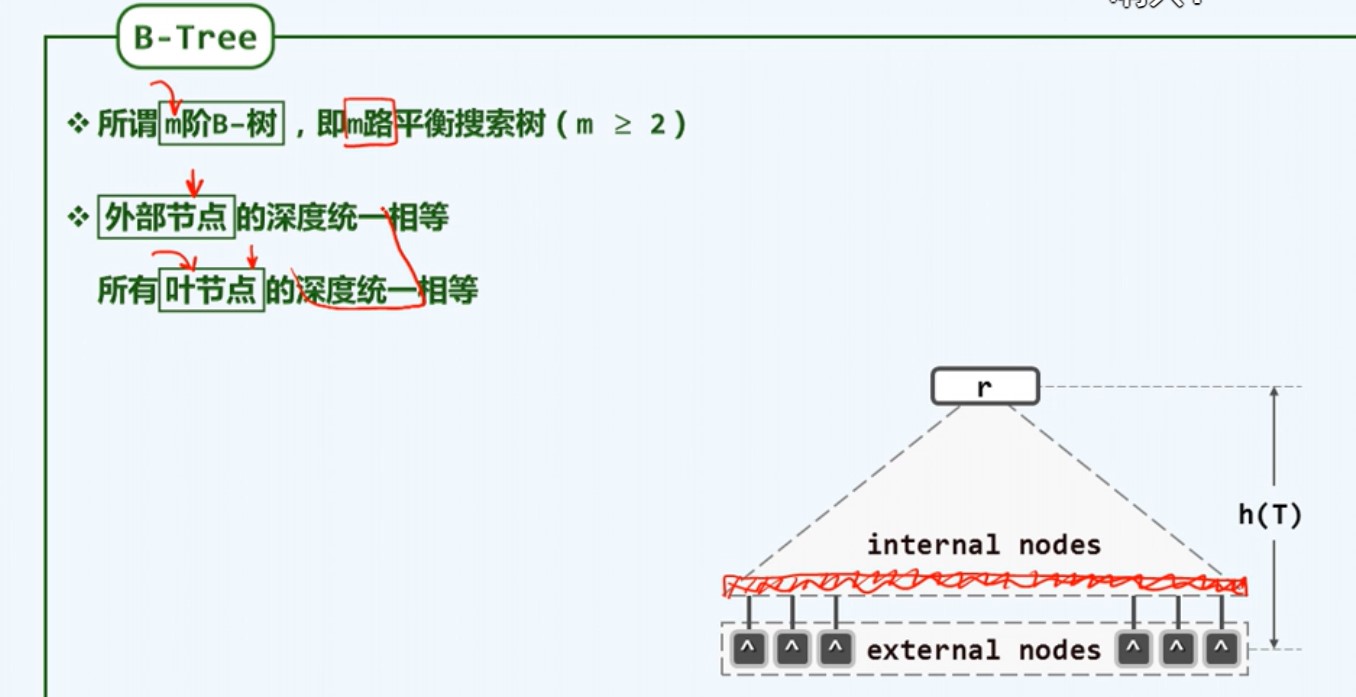 B-Tree
❖ 所谓m阶B-树，即m路平衡搜索树(m ≥ 2)
❖ 外部节点的深度统一相等
所有叶节点的深度统一相等
r
h(T)
internal nodes
^ ^ ^ external nodes ^ ^ ^